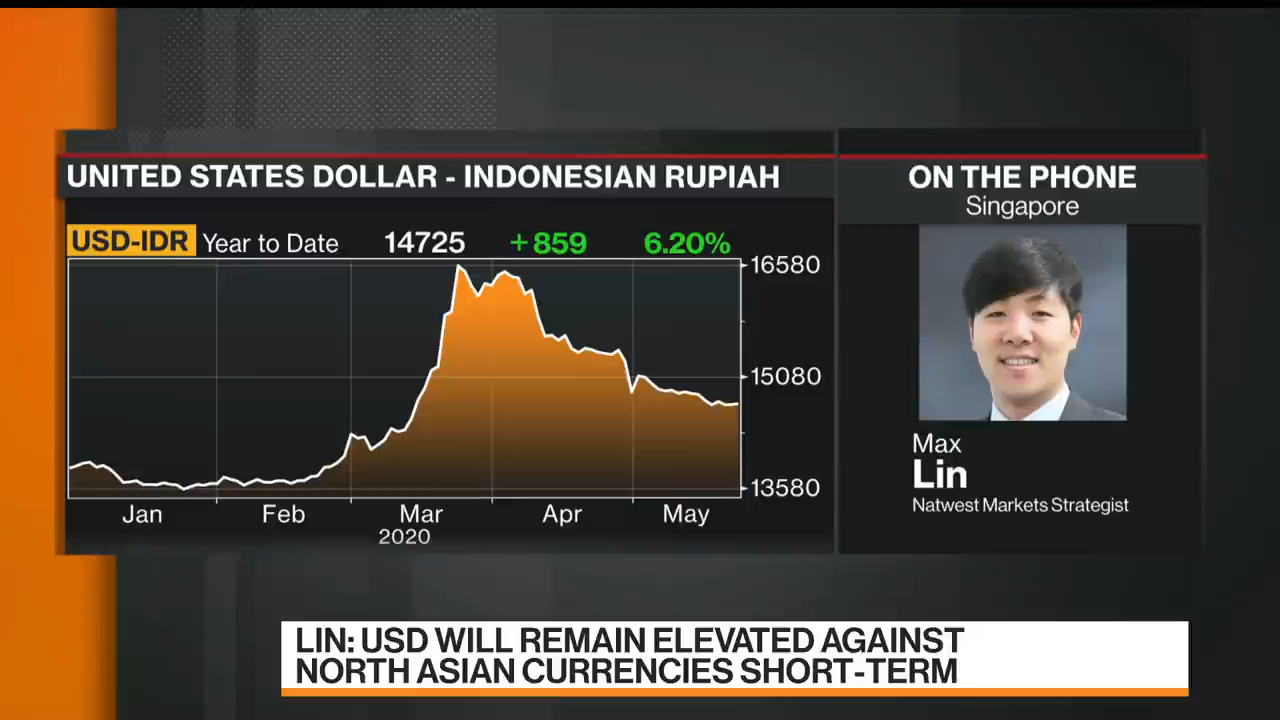 UNITED STATES DOLLAR - INDONESIAN RUPIAH
USD-IDR Year to Date 14725 +859 6.20%
16580
15080
13580
Jan Feb Mar Apr May
2020
ON THE PHONE
Singapore
Max
Lin
Natwest Markets Strategist
LIN: USD WILL REMAIN ELEVATED AGAINST
NORTH ASIAN CURRENCIES SHORT-TERM